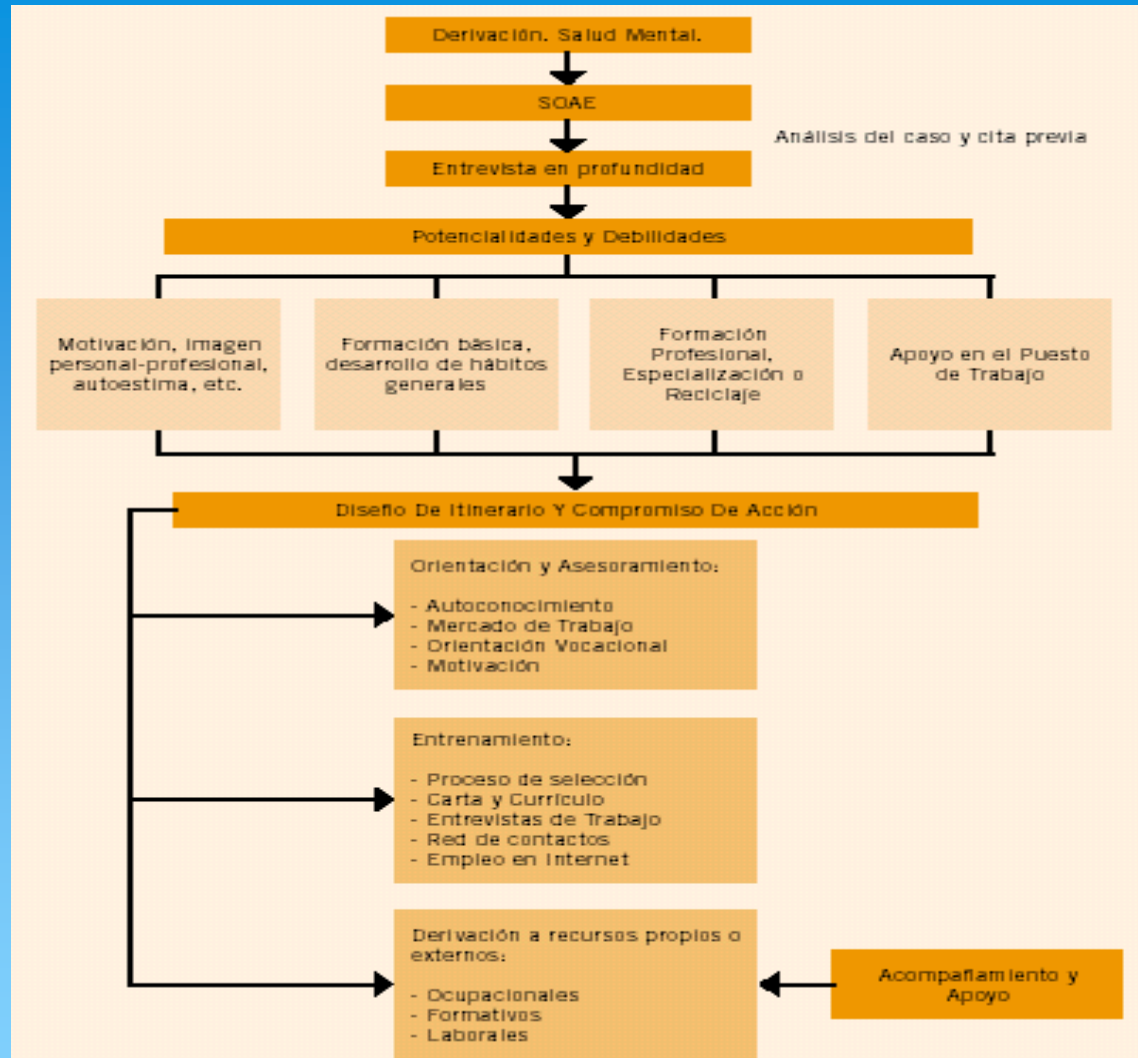 Derivación. Salud Mental.
SOAE
Análisis del caso y cita previa
Entrevista en profundidad
Potencialidades y Debilidades
Motivación, imagen
personal-profesional,
autoestima, etc.
Formación básica,
desarrollo de hábitos
generales
Formación
Profesional,
Especialización o
Reciclaje
Apoyo en el Puesto
de Trabajo
Diseño De Itinerario Y Compromiso De Acción
Orientación y Asesoramiento:
- Autoconocimiento
- Mercado de Trabajo
- Orientación Vocacional
- Motivación
Entrenamiento:
- Proceso de selección
- Carta y Currículo
- Entrevistas de Trabajo
- Red de contactos
- Empleo en Internet
Derivación a recursos propios o
externos:
- Ocupacionales
- Formativos
- Laborales
Acompañamiento y
Apoyo